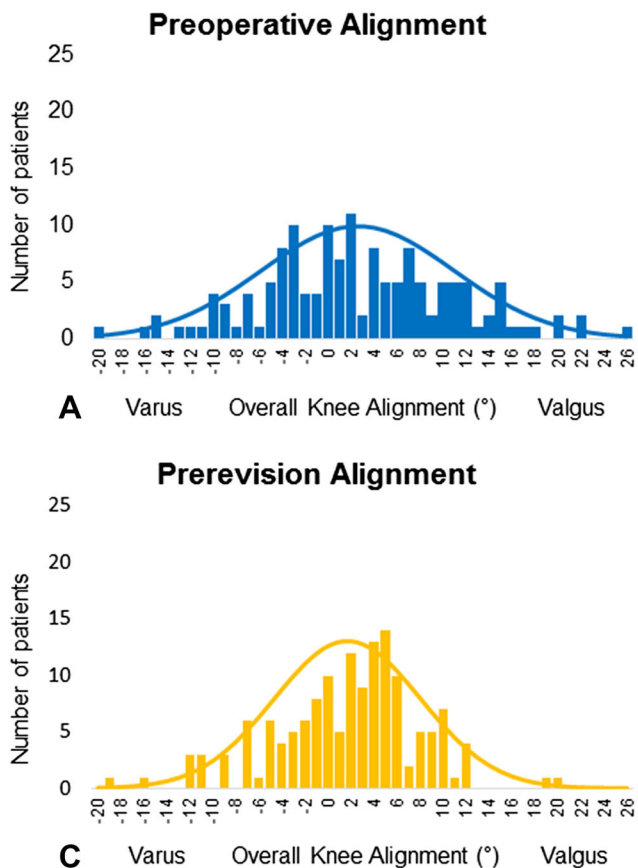 Preoperative Alignment
25
20
15
10
5
0
Number of patients
-20 -18 -16 -14 -12 -10 -8 -6 -4 -2 0 2 4 6 8 10 12 14 16 18 20 22 24 26
A Varus Overall Knee Alignment (°) Valgus
Prerevision Alignment
25
20
15
10
5
0
Number of patients
-20 -18 -16 -14 -12 -10 -8 -6 -4 -2 0 2 4 6 8 10 12 14 16 18 20 22 24 26
C Varus Overall Knee Alignment (°) Valgus